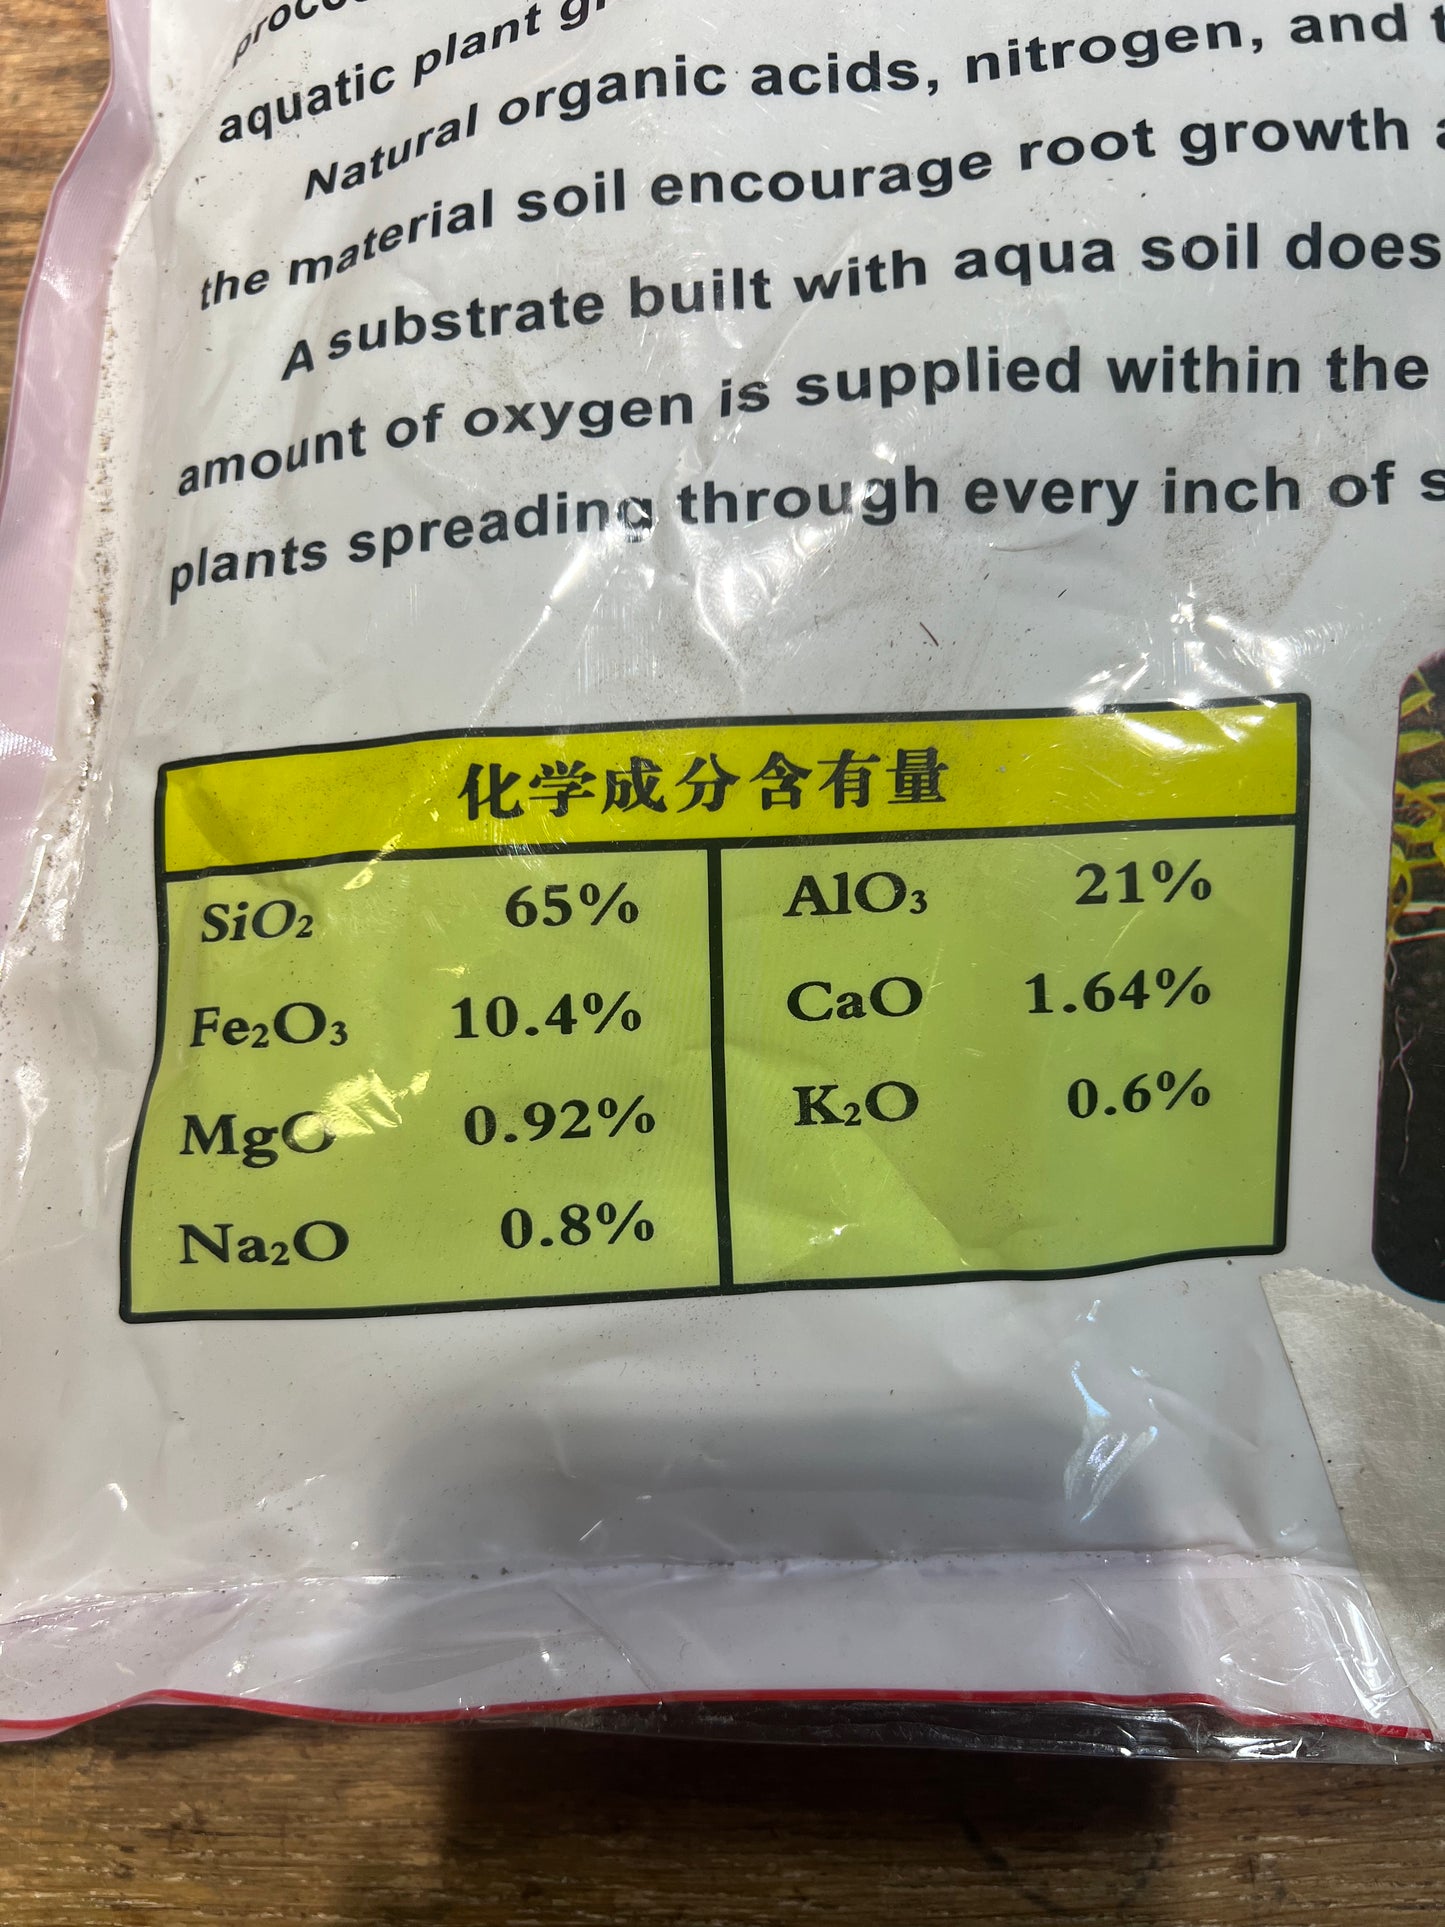 aquatic plant
Natural organic acids, nitrogen, and
the material soil encourage root growth
A substrate built with aqua soil does
amount of oxygen is supplied within the
plants spreading through every inch of
化学成分含有量
SiO₂ 65% AlO₃ 21%
Fe₂O₃ 10.4% CaO 1.64%
MgO 0.92% K₂O 0.6%
Na₂O 0.8%